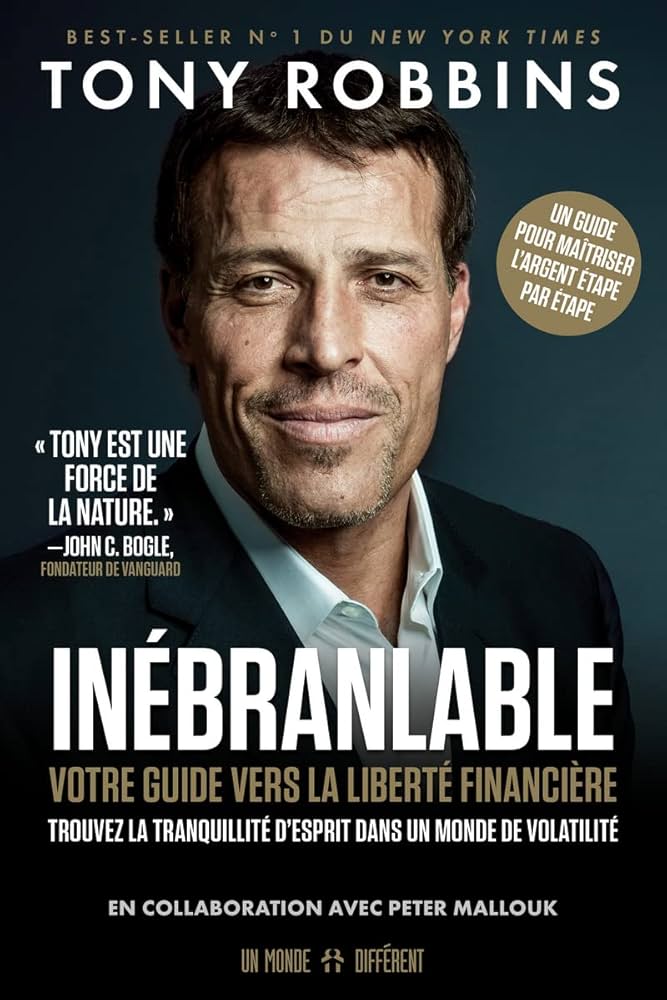 BEST-SELLER N° 1 DU NEW YORK TIMES
TONY ROBBINS
UN GUIDE
POUR MAÎTRISER
L'ARGENT ÉTAPE
PAR ÉTAPE
« TONY EST UNE
FORCE DE
LA NATURE. »
—JOHN C. BOGLE,
FONDATEUR DE VANGUARD
INÉBRANLABLE
VOTRE GUIDE VERS LA LIBERTÉ FINANCIÈRE
TROUVEZ LA TRANQUILLITÉ D'ESPRIT DANS UN MONDE DE VOLATILITÉ
EN COLLABORATION AVEC PETER MALLOUK
UN MONDE DIFFÉRENT